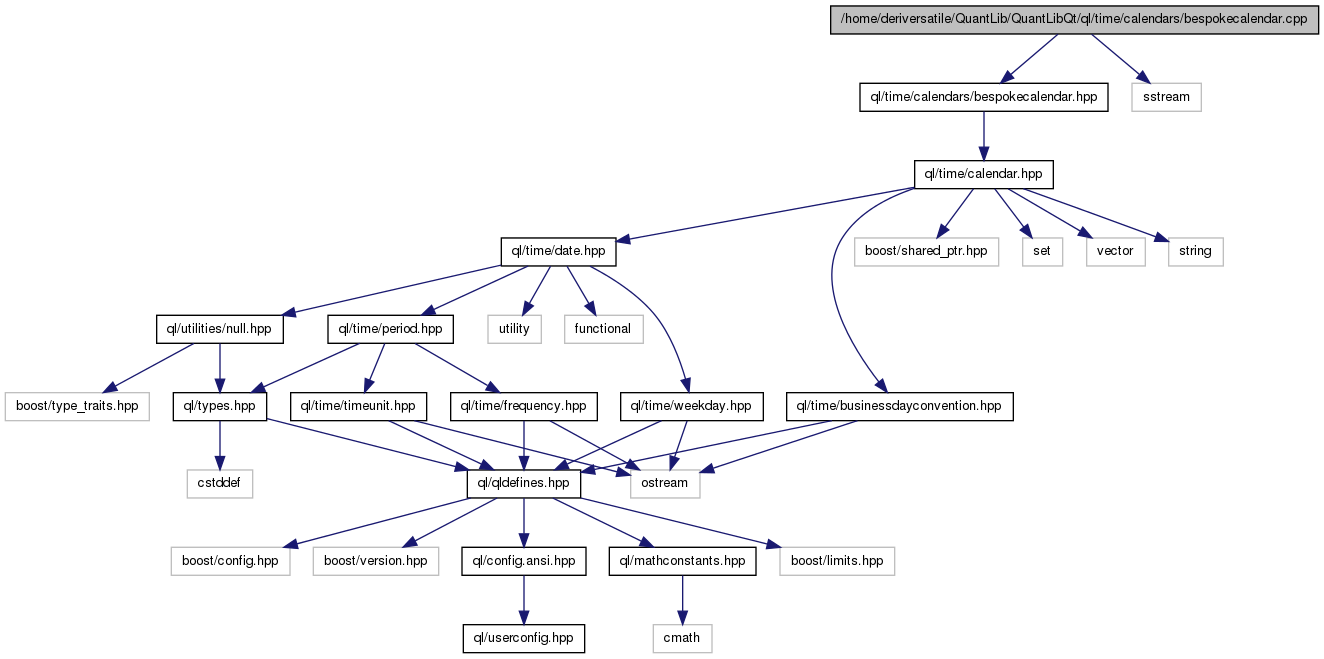 /home/deriversatile/QuantLib/QuantLibQt/ql/time/calendars/bespokecalendar.cpp
ql/time/calendars/bespokecalendar.hpp
sstream
ql/time/calendar.hpp
ql/time/date.hpp
boost/shared_ptr.hpp
set
vector
string
ql/utilities/null.hpp
ql/time/period.hpp
utility
functional
boost/type_traits.hpp
ql/types.hpp
ql/time/timeunit.hpp
ql/time/frequency.hpp
ql/time/weekday.hpp
ql/time/businessdayconvention.hpp
cstddef
ql/qldefines.hpp
ostream
boost/config.hpp
boost/version.hpp
ql/config.ansi.hpp
ql/mathconstants.hpp
boost/limits.hpp
ql/userconfig.hpp
cmath